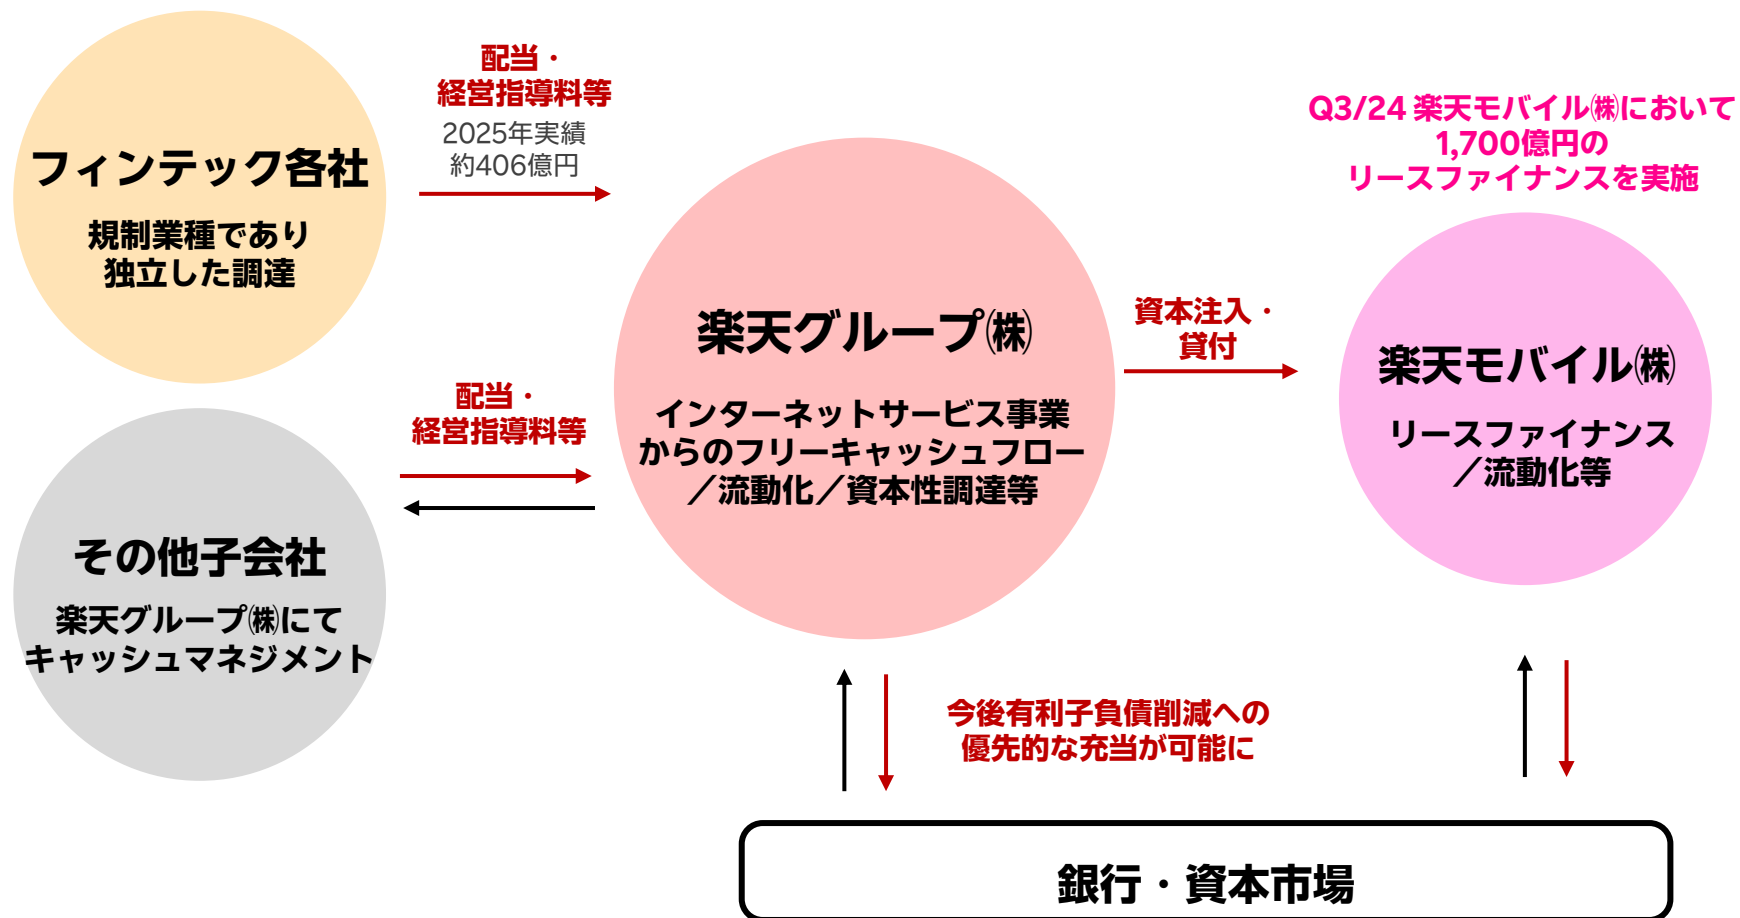 配当・
経営指導料等
2025年実績
約406億円
フィンテック各社
規制業種であり
独立した調達
配当・
経営指導料等
その他子会社
楽天グループ㈱にて
キャッシュマネジメント
楽天グループ㈱
インターネットサービス事業
からのフリーキャッシュフロー
／流動化／資本性調達等
資本注入・
貸付
Q3/24 楽天モバイル㈱において
1,700億円の
リースファイナンスを実施
楽天モバイル㈱
リースファイナンス
／流動化等
今後有利子負債削減への
優先的な充当が可能に
銀行・資本市場